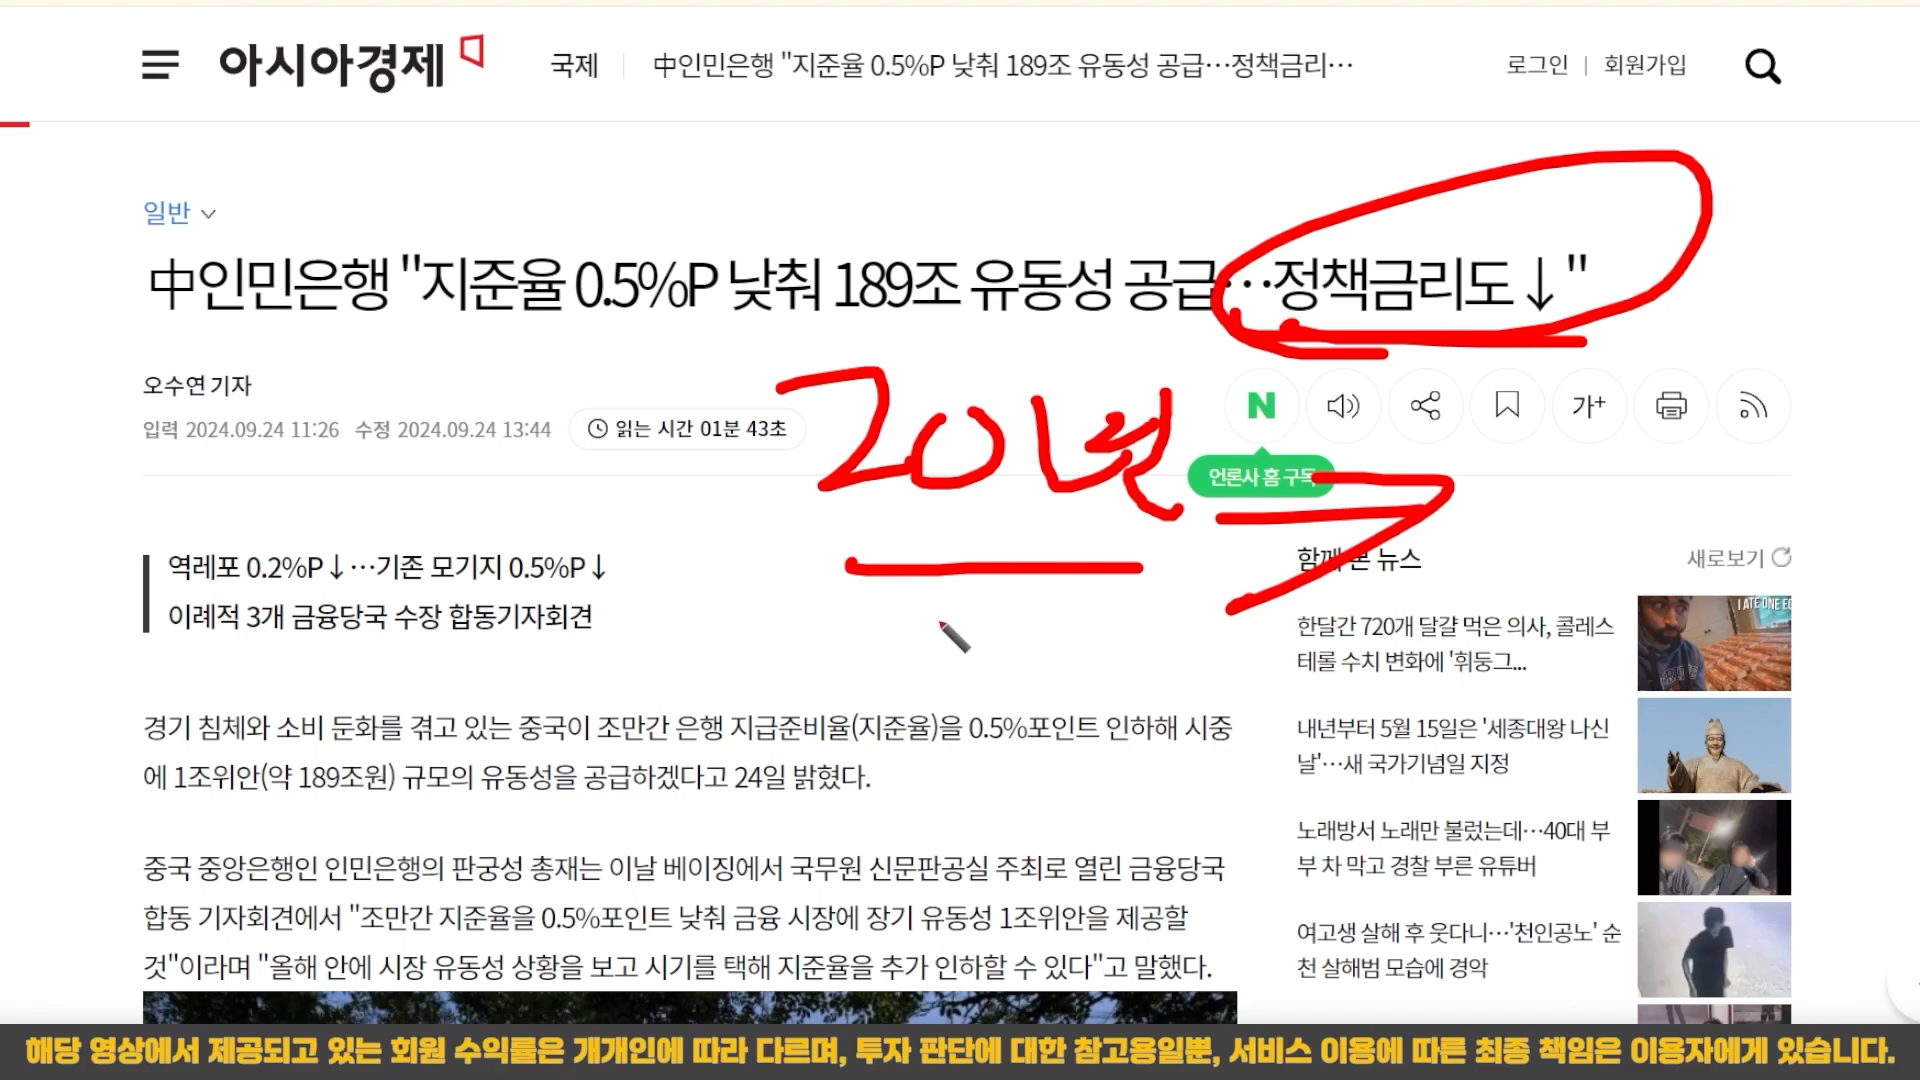 아시아경제
국제
中인민은행 "지준율 0.5%P 낮춰 189조 유동성 공급…정책금리…
로그인 | 회원가입
일반
中인민은행 "지준율 0.5%P 낮춰 189조 유동성 공급…정책금리도↓"
오수연 기자
입력 2024.09.24 11:26 수정 2024.09.24 13:44
읽는 시간 01분 43초
20년
N
가+
언론사 홈 구독
역레포 0.2%P↓…기존 모기지 0.5%P↓
이례적 3개 금융당국 수장 합동기자회견
경기 침체와 소비 둔화를 겪고 있는 중국이 조만간 은행 지급준비율(지준율)을 0.5%포인트 인하해 시중
에 1조위안(약 189조원) 규모의 유동성을 공급하겠다고 24일 밝혔다.
중국 중앙은행인 인민은행의 판궁성 총재는 이날 베이징에서 국무원 신문판공실 주최로 열린 금융당국
합동 기자회견에서 "조만간 지준율을 0.5%포인트 낮춰 금융 시장에 장기 유동성 1조위안을 제공할
것"이라며 "올해 안에 시장 유동성 상황을 보고 시기를 택해 지준율을 추가 인하할 수 있다"고 말했다.
함께 본 뉴스
새로보기
한달간 720개 달걀 먹은 의사, 콜레스
테롤 수치 변화에 '휘둥그...
I ATE ONE EG
내년부터 5월 15일은 '세종대왕 나신
날'…새 국가기념일 지정
노래방서 노래만 불렀는데…40대 부
부 차 막고 경찰 부른 유튜버
여고생 살해 후 웃다니…'천인공노' 순
천 살해범 모습에 경악
해당 영상에서 제공되고 있는 회원 수익률은 개개인에 따라 다르며, 투자 판단에 대한 참고용일뿐, 서비스 이용에 따른 최종 책임은 이용자에게 있습니다.